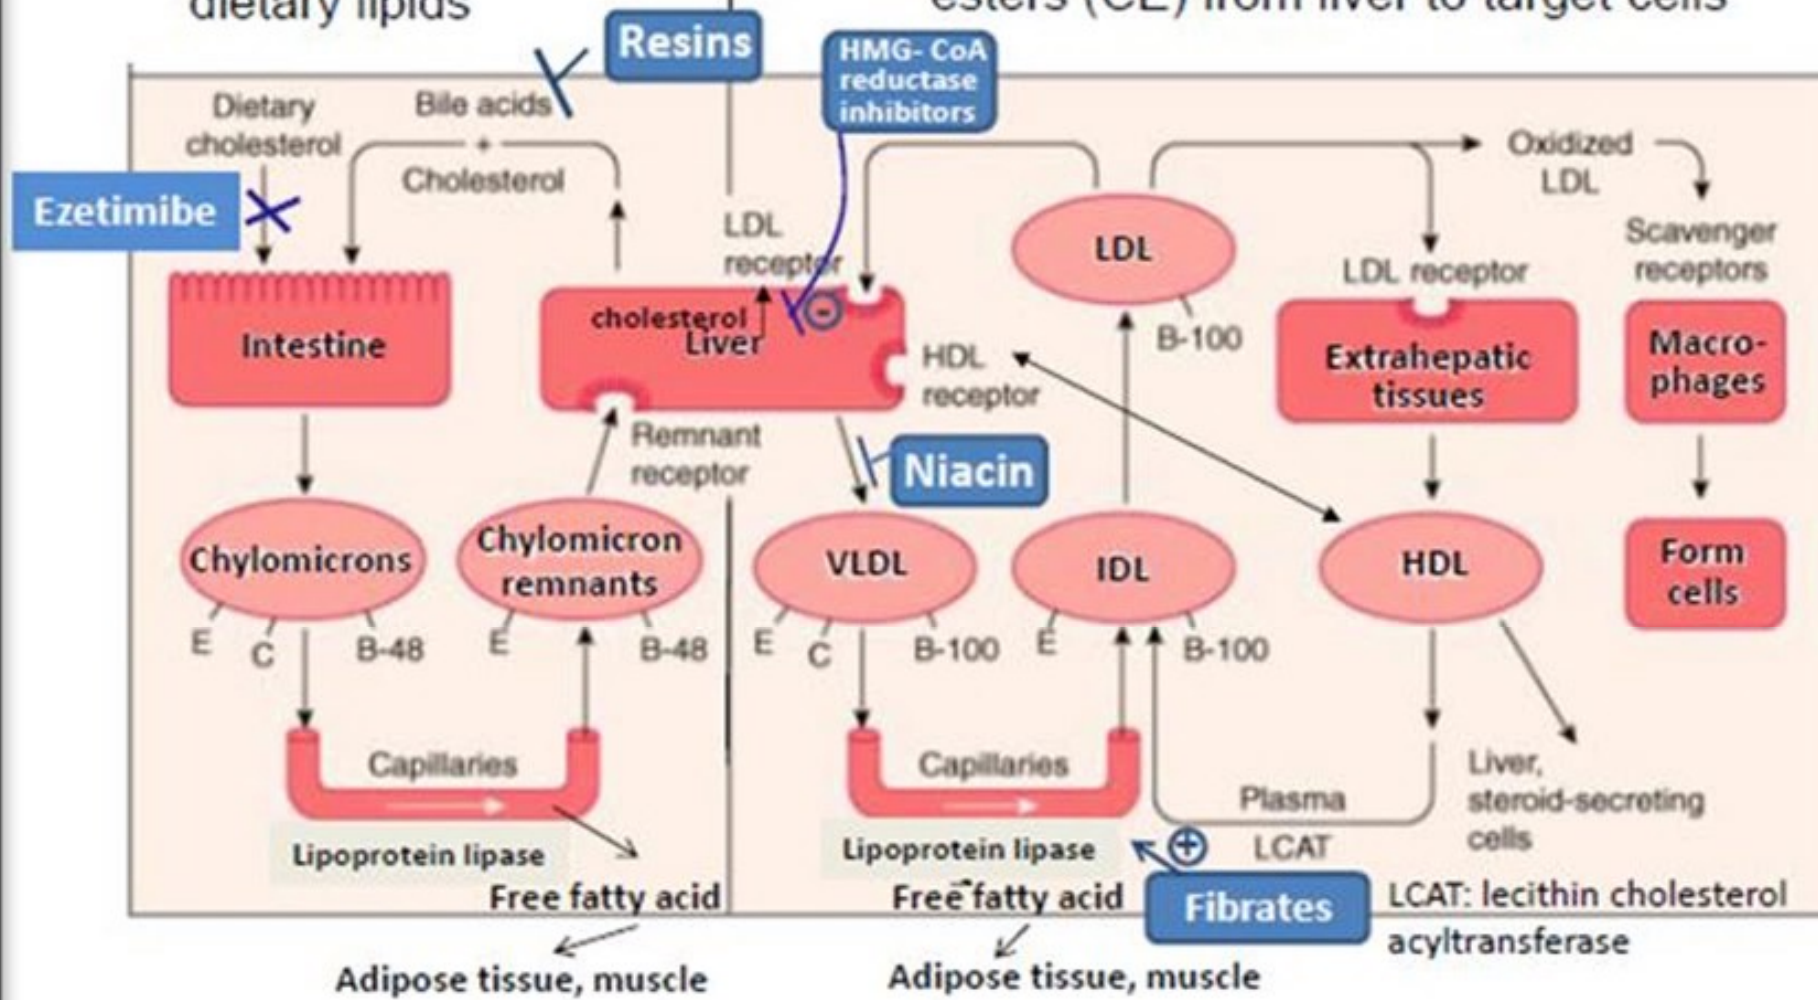 dietary lipids
esters (CE) from liver to target cells
Resins
HMG- CoA
reductase
inhibitors
Dietary
cholesterol
Bile acids
+
Cholesterol
Ezetimibe
Oxidized
LDL
LDL
receptor
LDL
B-100
LDL receptor
Scavenger
receptors
Intestine
cholesterol
Liver
-
HDL
receptor
Extrahepatic
tissues
Macro-
phages
Remnant
receptor
Niacin
Chylomicrons
Chylomicron
remnants
VLDL
IDL
HDL
Form
cells
E
C
B-48
E
B-48
E
C
B-100
E
B-100
Capillaries
Capillaries
Plasma
LCAT
Liver,
steroid-secreting
cells
Lipoprotein lipase
Lipoprotein lipase
+
Free fatty acid
Free fatty acid
Fibrates
LCAT: lecithin cholesterol
acyltransferase
Adipose tissue, muscle
Adipose tissue, muscle